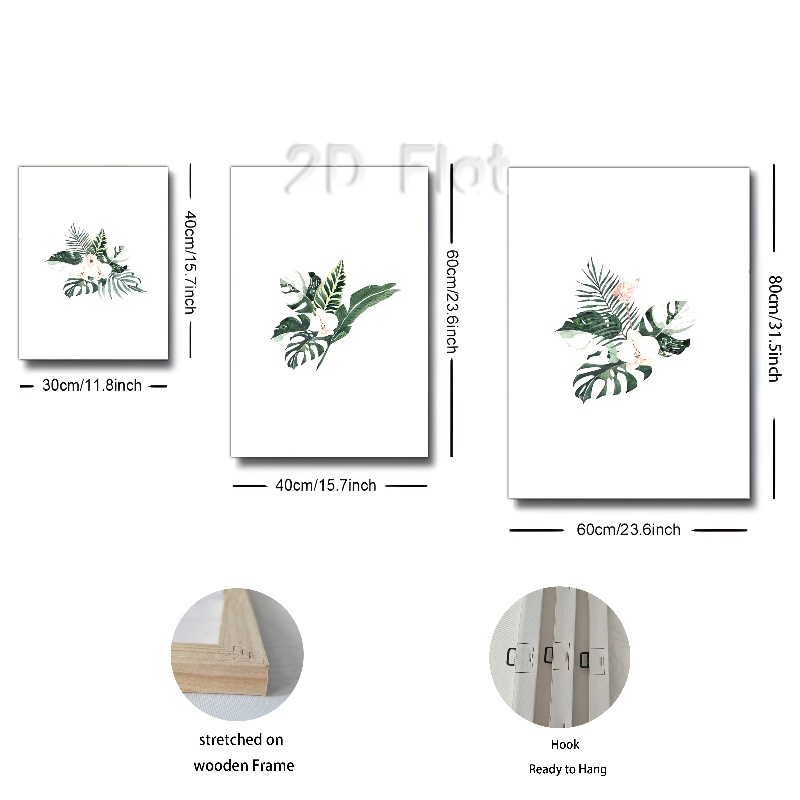 2D Flat
40cm/15.7inch
30cm/11.8inch
60cm/23.6inch
40cm/15.7inch
80cm/31.5inch
60cm/23.6inch
stretched on
wooden Frame
Hook
Ready to Hang